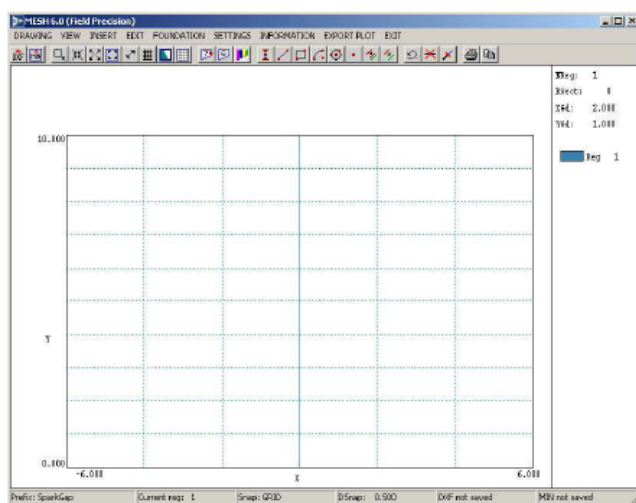 MESH 6.0 (Field Precision)
DRAWING VIEW INSERT EDIT FOUNDATION SETTINGS INFORMATION EXPORT PLOT EXIT
NReg: 1
NVect: 0
XGd: 2.000
YGd: 1.000
Reg 1
10.000
Y
0.000
-6.000
X
6.000
Prefix: SparkGap
Current reg: 1
Snap: GRID
DSnap: 0.500
DXF not saved
MIN not saved